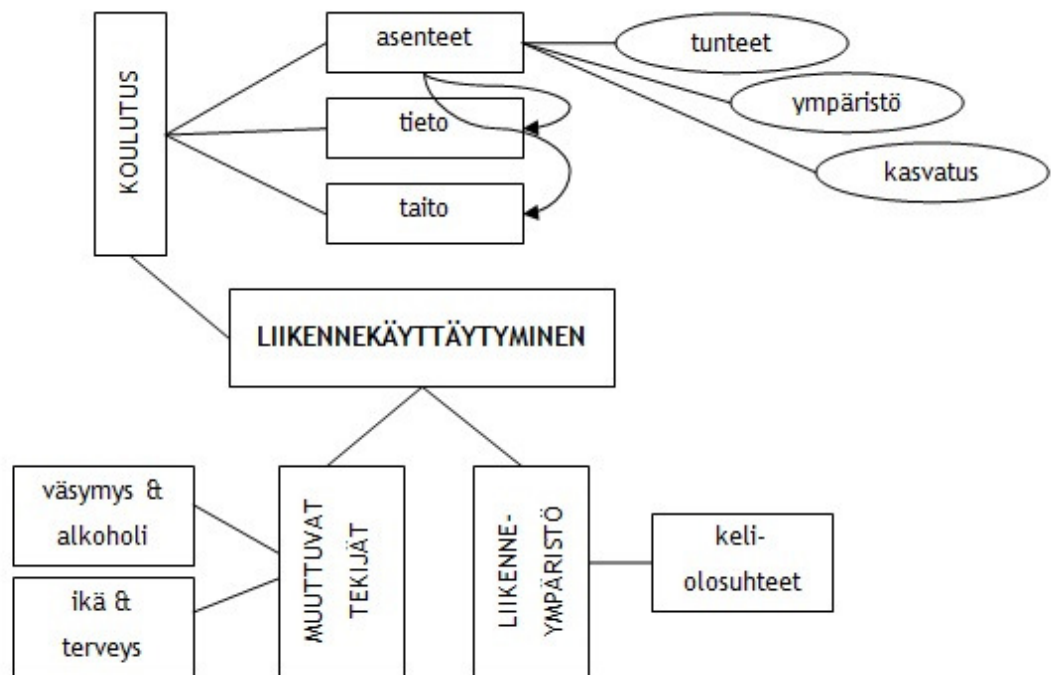 KOULUTUS
asenteet
tieto
taito
tunteet
ympäristö
kasvatus
LIIKENNEKÄYTTÄYTYMINEN
väsymys &
alkoholi
ikä &
terveys
MUUTTUVAT
TEKIJÄT
LIIKENNE-
YMPÄRISTÖ
keli-
olosuhteet